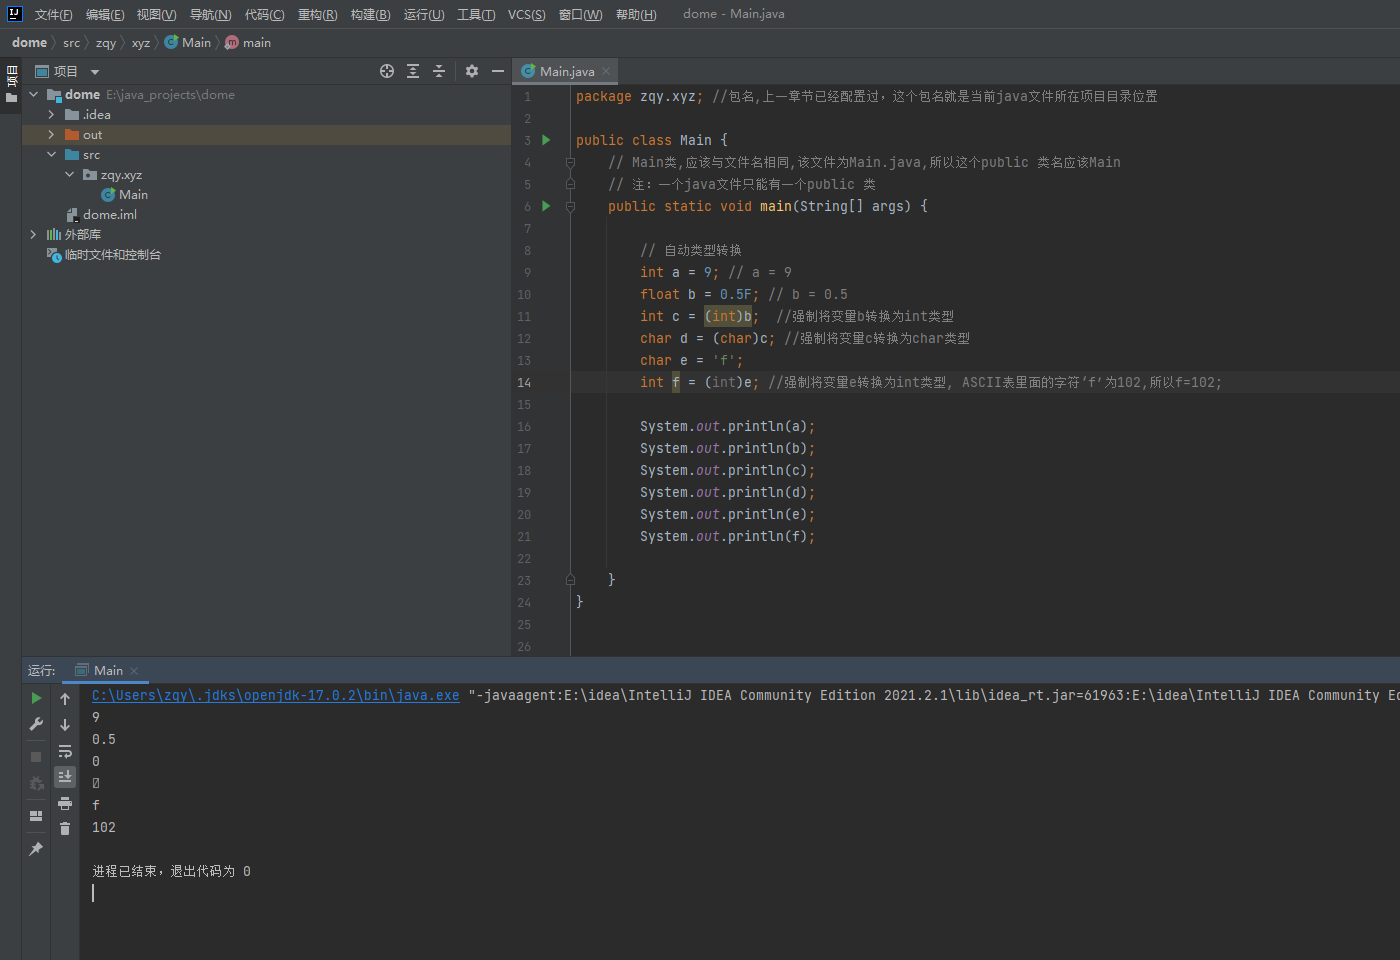 文件(F) 编辑(E) 视图(V) 导航(N) 代码(C) 重构(R) 构建(B) 运行(U) 工具(T) VCS(S) 窗口(W) 帮助(H) dome - Main.java
dome src zqy xyz Main main
项目
项目
Main.java
dome E:\java_projects\dome
.idea
out
src
zqy.xyz
Main
dome.iml
外部库
临时文件和控制台
1 package zqy.xyz; //包名,上一章节已经配置过，这个包名就是当前java文件所在项目目录位置
2
3 public class Main {
4 // Main类,应该与文件名相同,该文件为Main.java,所以这个public 类名应该Main
5 // 注：一个java文件只能有一个public 类
6 public static void main(String[] args) {
7
8 // 自动类型转换
9 int a = 9; // a = 9
10 float b = 0.5F; // b = 0.5
11 int c = (int)b; //强制将变量b转换为int类型
12 char d = (char)c; //强制将变量c转换为char类型
13 char e = 'f';
14 int f = (int)e; //强制将变量e转换为int类型, ASCII表里面的字符‘f’为102,所以f=102;
15
16 System.out.println(a);
17 System.out.println(b);
18 System.out.println(c);
19 System.out.println(d);
20 System.out.println(e);
21 System.out.println(f);
22
23 }
24 }
25
26
运行: Main
C:\Users\zqy\.jdks\openjdk-17.0.2\bin\java.exe "-javaagent:E:\idea\IntelliJ IDEA Community Edition 2021.2.1\lib\idea_rt.jar=61963:E:\idea\IntelliJ IDEA Community Ed
9
0.5
0
f
102
进程已结束，退出代码为 0